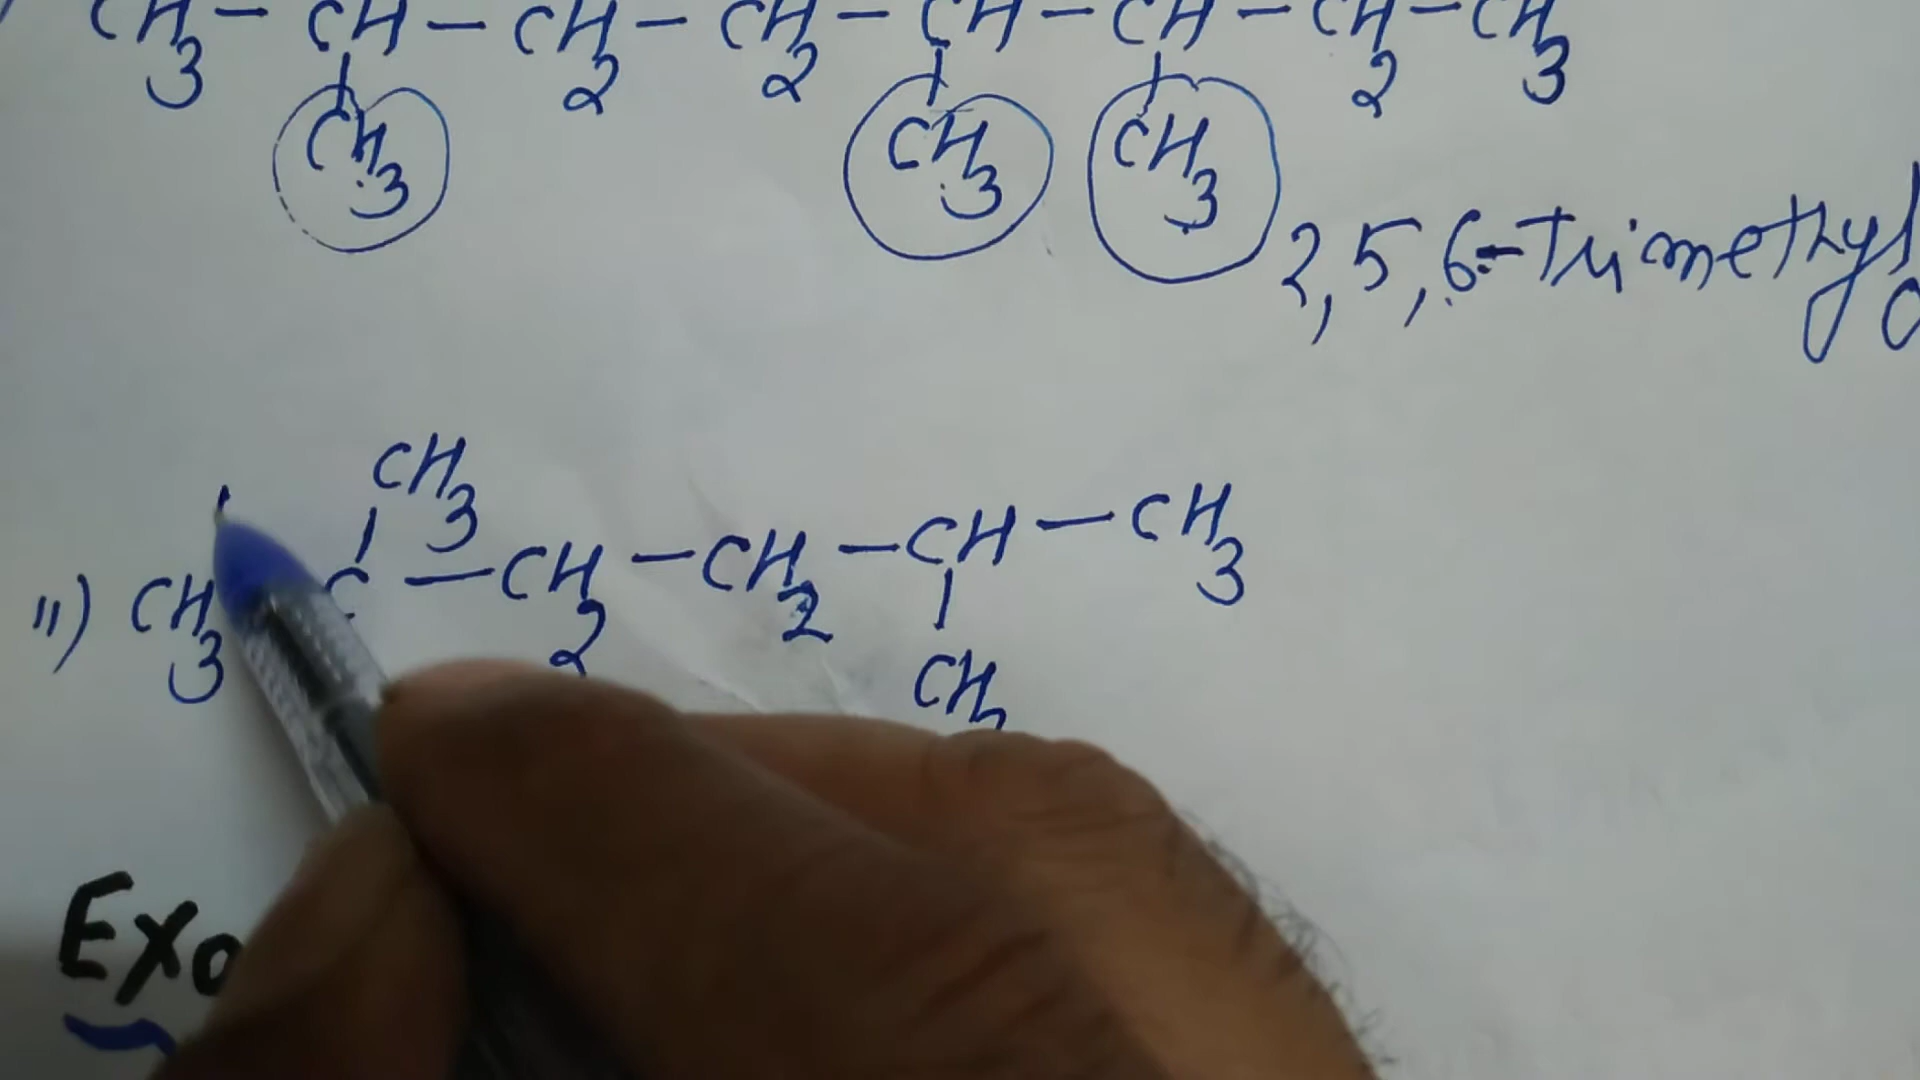 CH3 - CH - CH2 - CH2 - CH - CH - CH2 - CH3
CH3 CH3 CH3
2,5,6-Trimethyl
CH3
ii) CH3 C - CH2 - CH2 - CH - CH3
CH
Exa